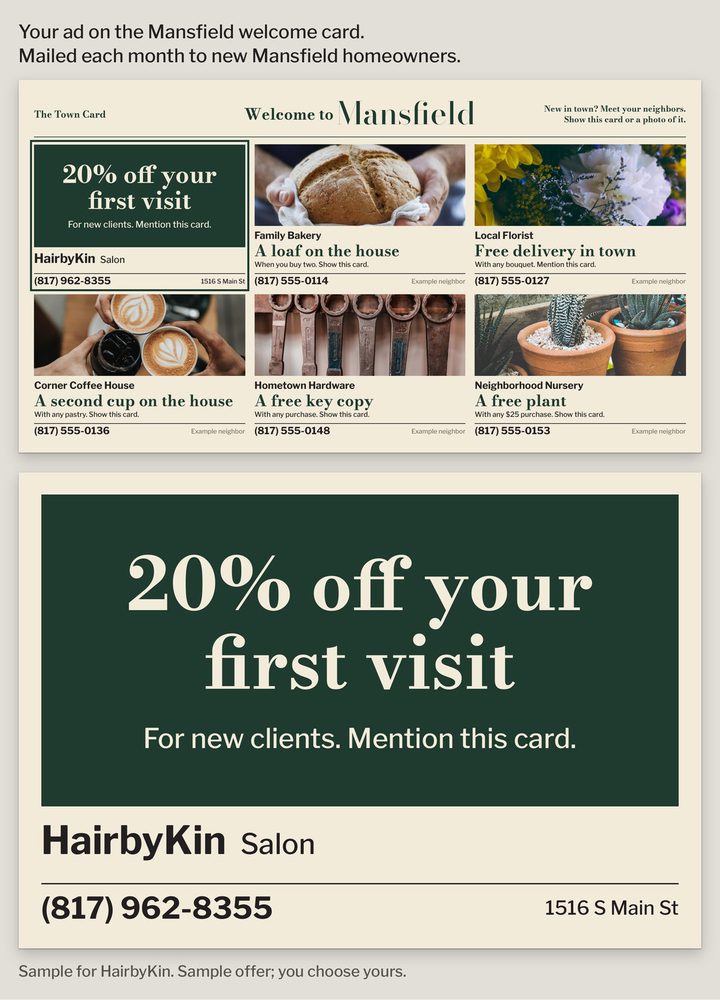 Your ad on the Mansfield welcome card.
Mailed each month to new Mansfield homeowners.
The Town Card
Welcome to Mansfield
New in town? Meet your neighbors.
Show this card or a photo of it.
20% off your
first visit
For new clients. Mention this card.
HairbyKin Salon
(817) 962-8355
1516 S Main St
Family Bakery
A loaf on the house
When you buy two. Show this card.
(817) 555-0114
Example neighbor
Local Florist
Free delivery in town
With any bouquet. Mention this card.
(817) 555-0127
Example neighbor
Corner Coffee House
A second cup on the house
With any pastry. Show this card.
(817) 555-0136
Example neighbor
Hometown Hardware
A free key copy
With any purchase. Show this card.
(817) 555-0148
Example neighbor
Neighborhood Nursery
A free plant
With any $25 purchase. Show this card.
(817) 555-0153
Example neighbor
20% off your
first visit
For new clients. Mention this card.
HairbyKin Salon
(817) 962-8355
1516 S Main St
Sample for HairbyKin. Sample offer; you choose yours.